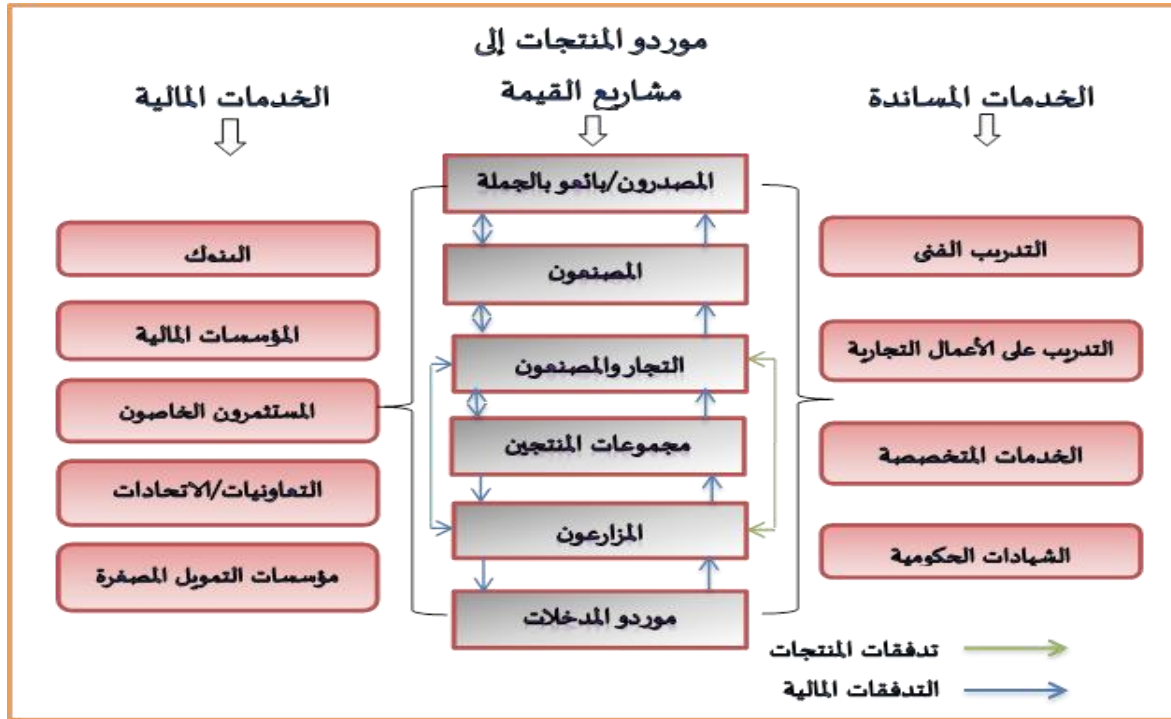 موردو المنتجات إلى
مشاريع القيمة
الخدمات المساندة
الخدمات المالية
المصدرون/بائعو بالجملة
المصنعون
التجار والمصنعون
مجموعات المنتجين
المزارعون
موردو المدخلات
التدريب الفني
التدريب على الأعمال التجارية
الخدمات المتخصصة
الشهادات الحكومية
البنوك
المؤسسات المالية
المستثمرون الخاصون
التعاونيات/الاتحادات
مؤسسات التمويل المصغرة
تدفقات المنتجات
التدفقات المالية